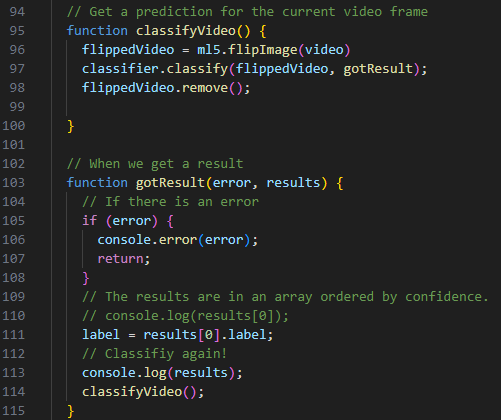 94 // Get a prediction for the current video frame
95 function classifyVideo() {
96 flippedVideo = ml5.flipImage(video)
97 classifier.classify(flippedVideo, gotResult);
98 flippedVideo.remove();
99
100 }
101
102 // When we get a result
103 function gotResult(error, results) {
104 // If there is an error
105 if (error) {
106 console.error(error);
107 return;
108 }
109 // The results are in an array ordered by confidence.
110 // console.log(results[0]);
111 label = results[0].label;
112 // Classifiy again!
113 console.log(results);
114 classifyVideo();
115 }